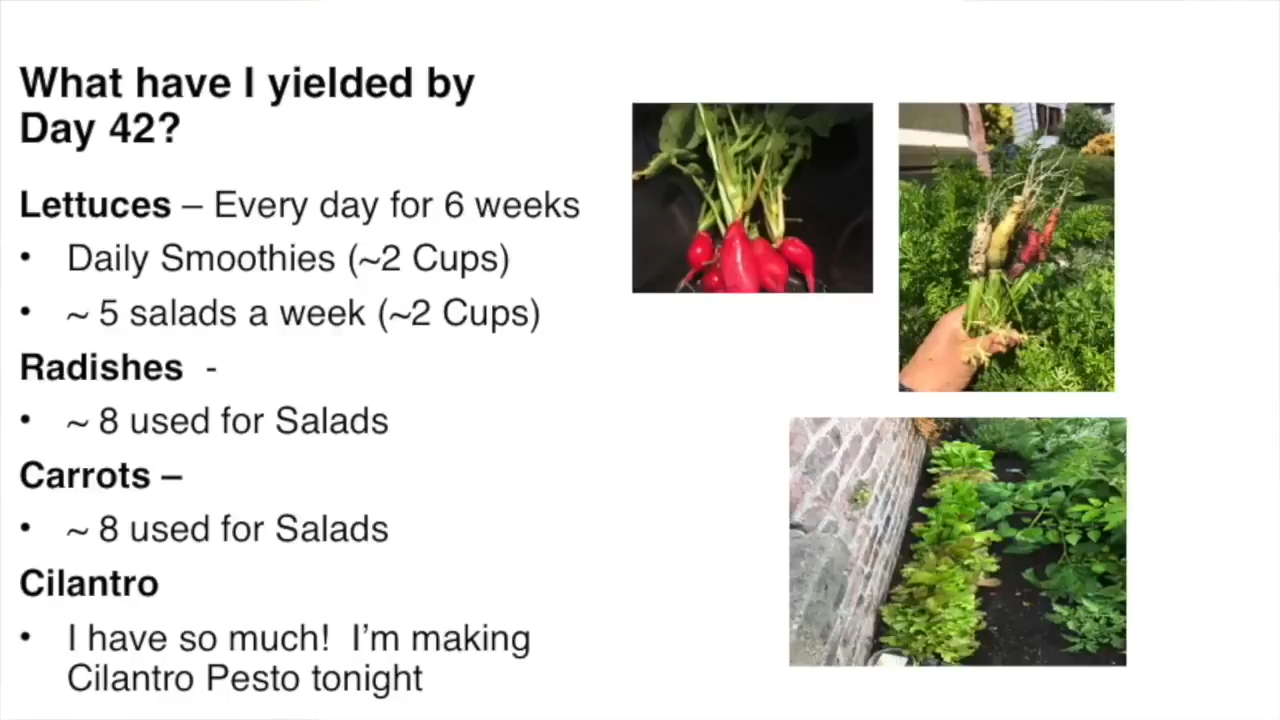 What have I yielded by
Day 42?
Lettuces – Every day for 6 weeks
• Daily Smoothies (~2 Cups)
• ~ 5 salads a week (~2 Cups)
Radishes -
• ~ 8 used for Salads
Carrots –
• ~ 8 used for Salads
Cilantro
• I have so much! I’m making
Cilantro Pesto tonight